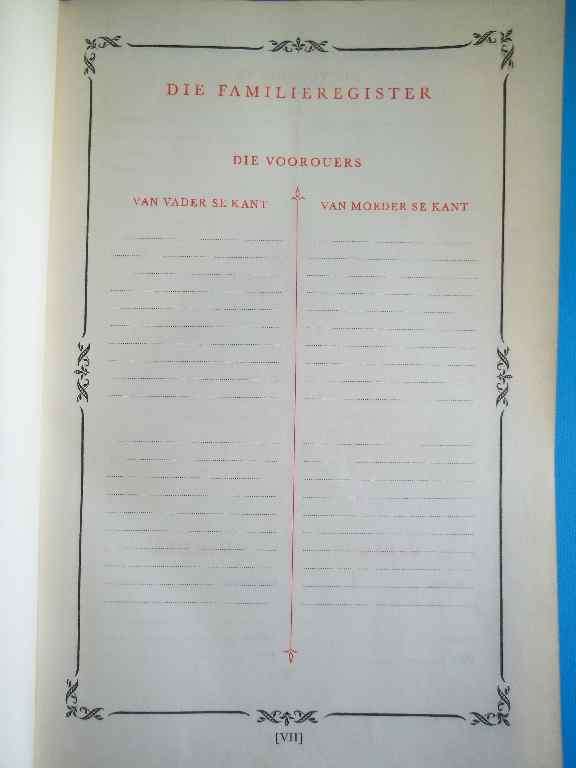 DIE FAMILIEREGISTER
DIE VOOROUERS
VAN VADER SE KANT
VAN MOEDER SE KANT
[VII]